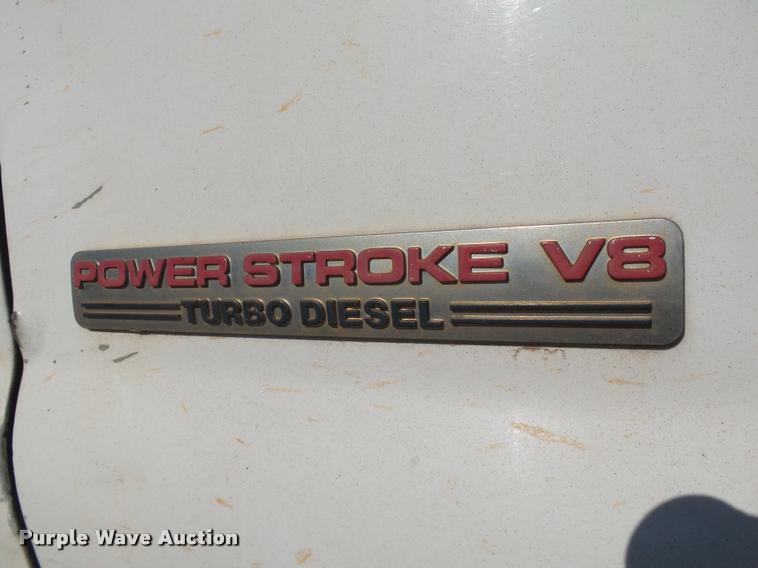 POWER STROKE V8
TURBO DIESEL
Purple Wave Auction